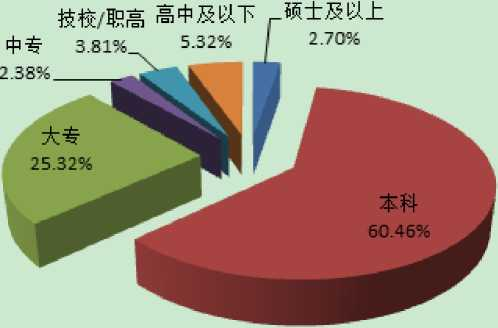 技校/职高
3.81%
高中及以下
5.32%
硕士及以上
2.70%
中专
2.38%
大专
25.32%
本科
60.46%